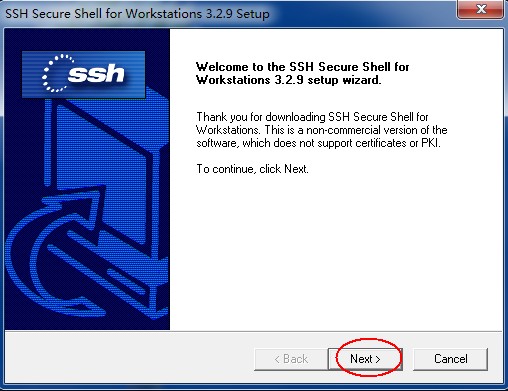 SSH Secure Shell for Workstations 3.2.9 Setup
ssh
Welcome to the SSH Secure Shell for
Workstations 3.2.9 setup wizard.
Thank you for downloading SSH Secure Shell for
Workstations. This is a non-commercial version of the
software, which does not support certificates or PKI.
To continue, click Next.
< Back
Next >
Cancel